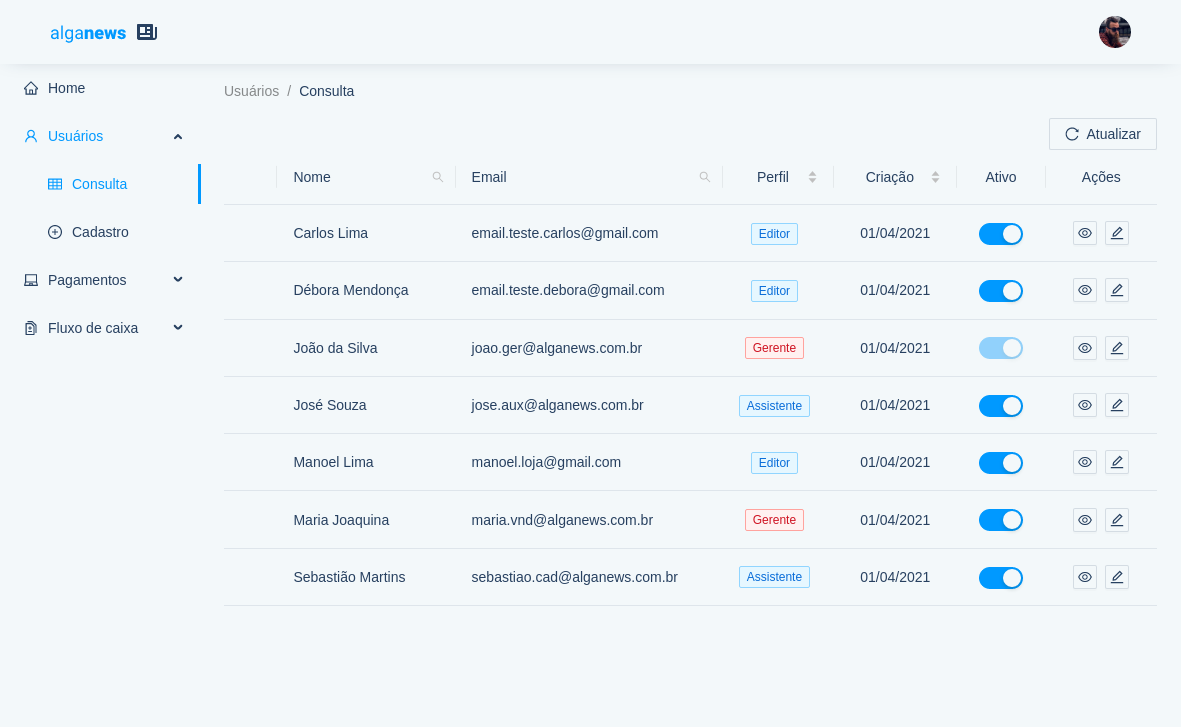 alganews
Home
Usuários
Consulta
Cadastro
Pagamentos
Fluxo de caixa
Usuários / Consulta
Atualizar
Nome Email Perfil Criação Ativo Ações
Carlos Lima email.teste.carlos@gmail.com Editor 01/04/2021
Débora Mendonça email.teste.debora@gmail.com Editor 01/04/2021
João da Silva joao.ger@alganews.com.br Gerente 01/04/2021
José Souza jose.aux@alganews.com.br Assistente 01/04/2021
Manoel Lima manoel.loja@gmail.com Editor 01/04/2021
Maria Joaquina maria.vnd@alganews.com.br Gerente 01/04/2021
Sebastião Martins sebastiao.cad@alganews.com.br Assistente 01/04/2021